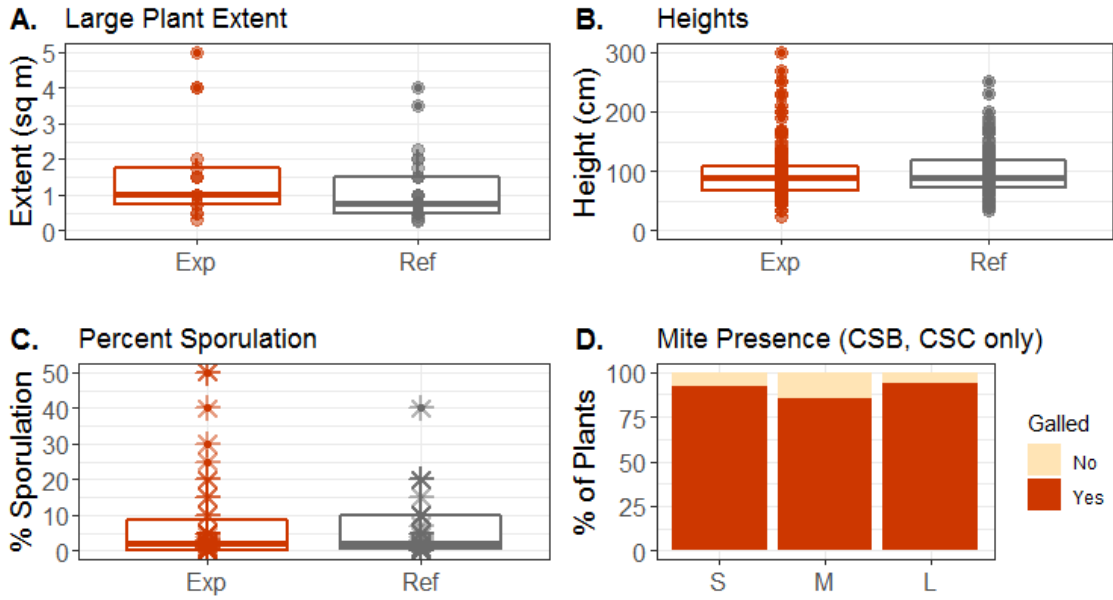 A. Large Plant Extent
Extent (sq m)
5
4
3
2
1
0
Exp Ref
B. Heights
Height (cm)
300
200
100
0
Exp Ref
C. Percent Sporulation
% Sporulation
50
40
30
20
10
0
Exp Ref
D. Mite Presence (CSB, CSC only)
% of Plants
100
75
50
25
0
S M L
Galled
No
Yes